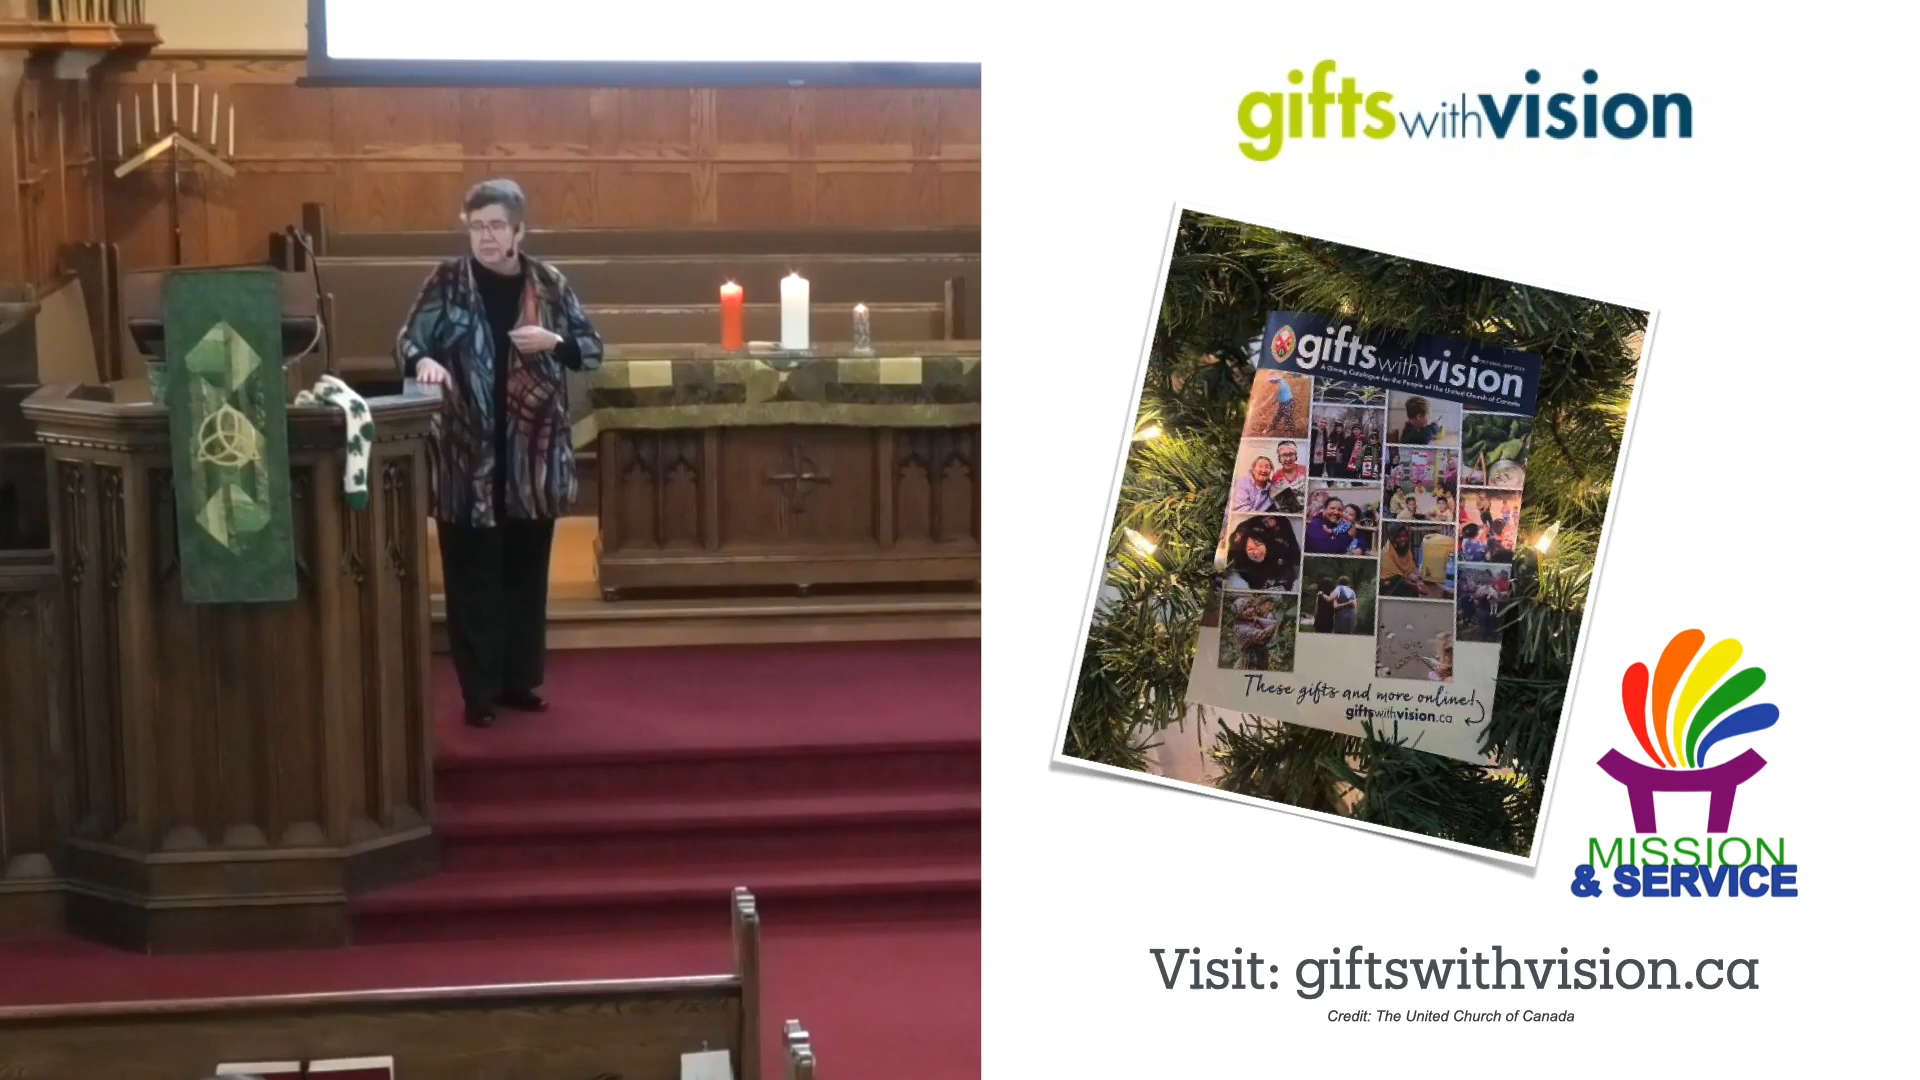 giftswithvision
giftswithvision
A Giving Catalogue for the People of The United Church of Canada
These gifts and more online!
giftswithvision.ca
MISSION
& SERVICE
Visit: giftswithvision.ca
Credit: The United Church of Canada